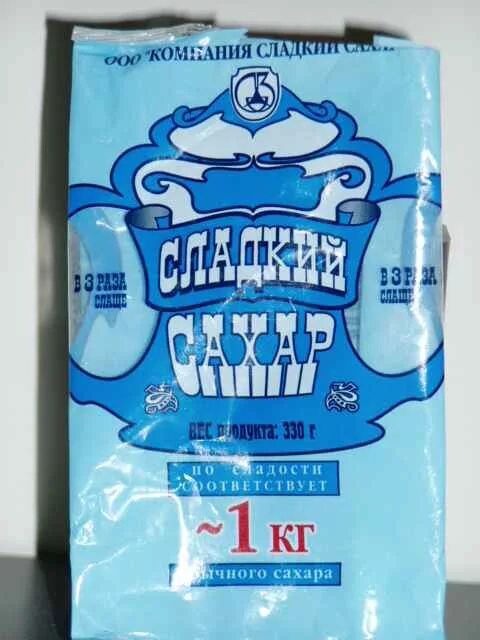 ООО "КОМПАНИЯ СЛАДКИЙ САХАР
В 3 РАЗА
СЛАЩЕ
СЛАДКИЙ
САХАР
В 3 РАЗА
СЛАЩЕ
ВЕС продукта: 330 г
по сладости
СООТВЕТСТВУЕТ
~1 кг
обычного сахара